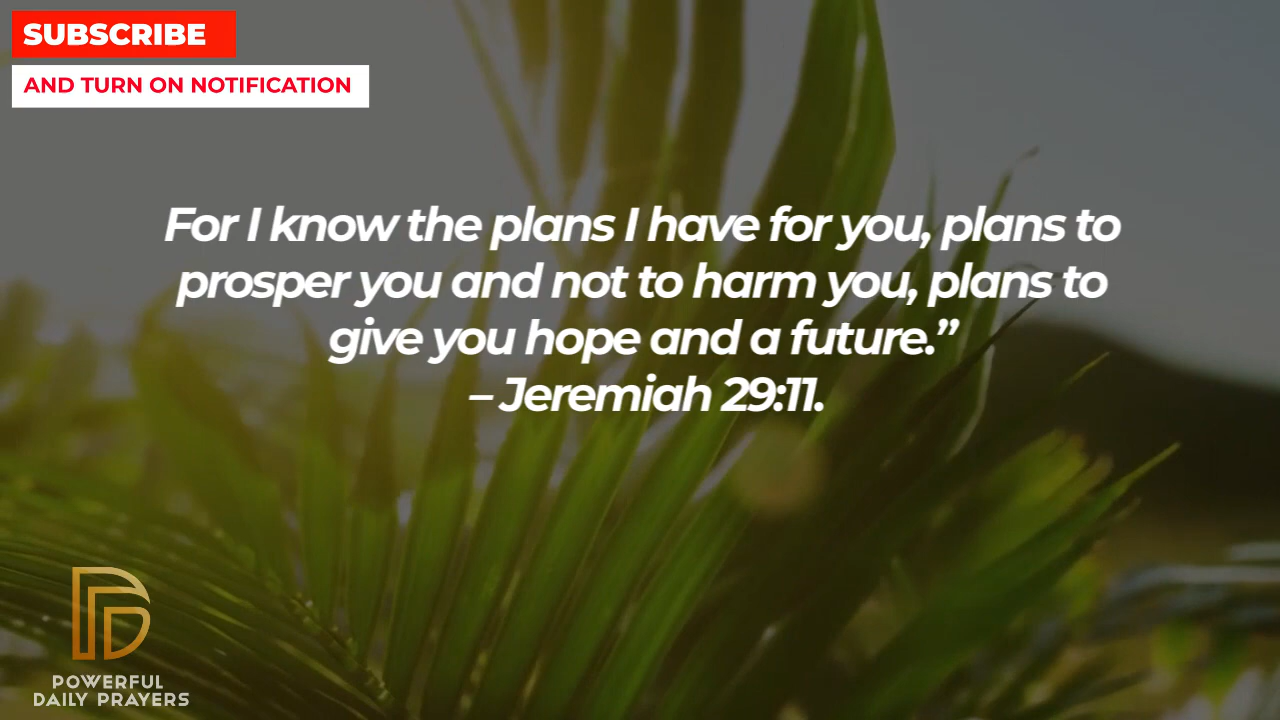 SUBSCRIBE
AND TURN ON NOTIFICATION
For I know the plans I have for you, plans to
prosper you and not to harm you, plans to
give you hope and a future.”
– Jeremiah 29:11.
POWERFUL
DAILY PRAYERS